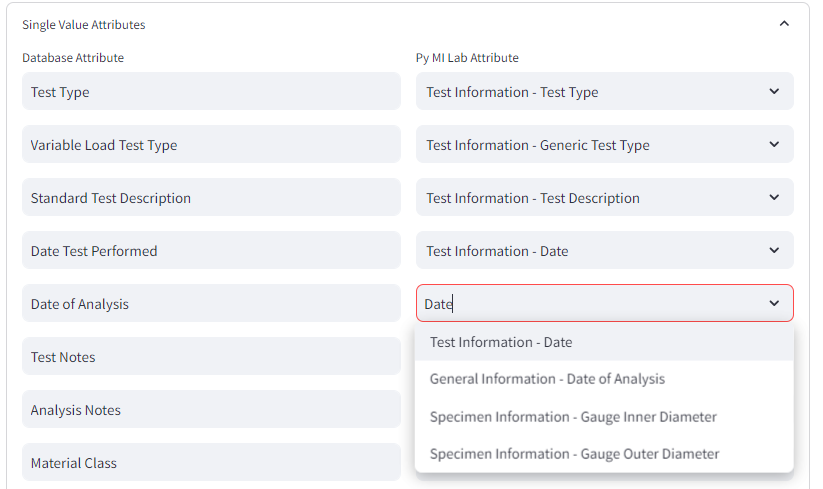 Single Value Attributes
Database Attribute Py MI Lab Attribute
Test Type Test Information - Test Type
Variable Load Test Type Test Information - Generic Test Type
Standard Test Description Test Information - Test Description
Date Test Performed Test Information - Date
Date of Analysis Date
Test Notes Test Information - Date
General Information - Date of Analysis
Analysis Notes Specimen Information - Gauge Inner Diameter
Material Class Specimen Information - Gauge Outer Diameter